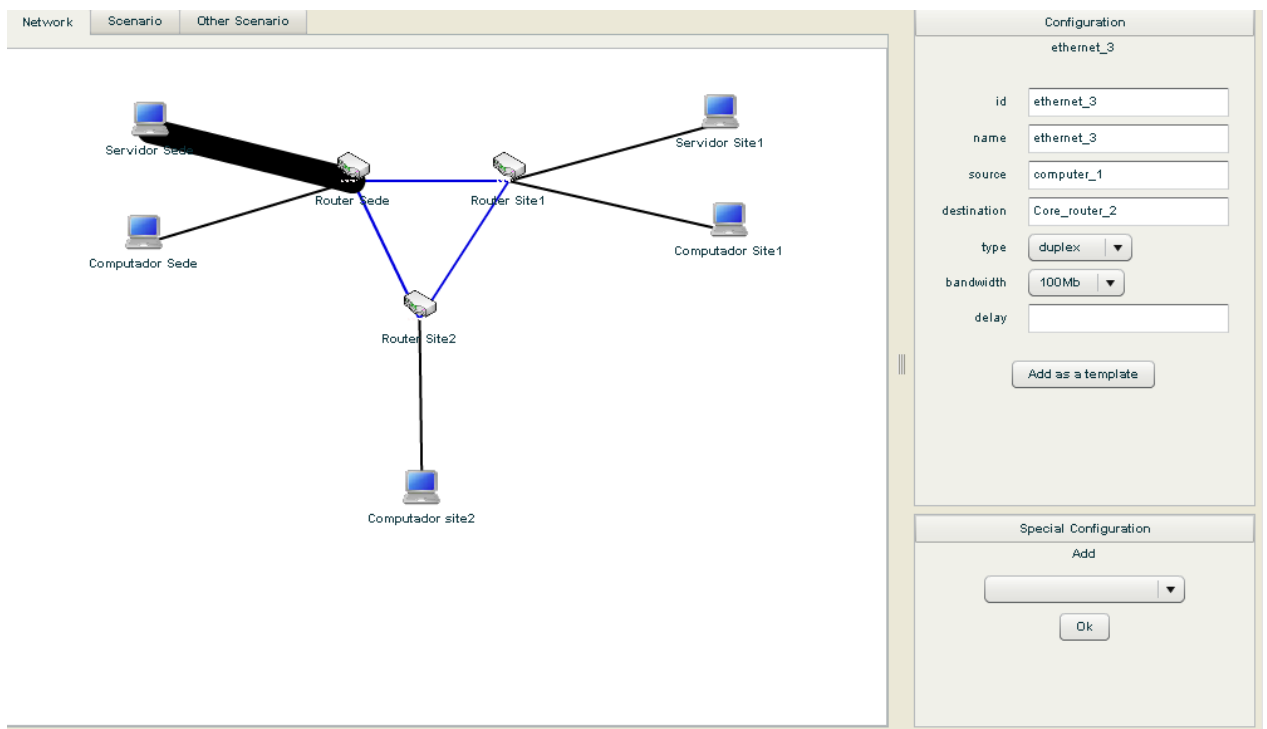 Network
Scenario
Other Scenario
Servidor Sede
Computador Sede
Router Sede
Router Site1
Servidor Site1
Computador Site1
Router Site2
Computador site2
Configuration
ethernet_3
id ethernet_3
name ethernet_3
source computer_1
destination Core_router_2
type duplex
bandwidth 100Mb
delay
Add as a template
Special Configuration
Add
Ok